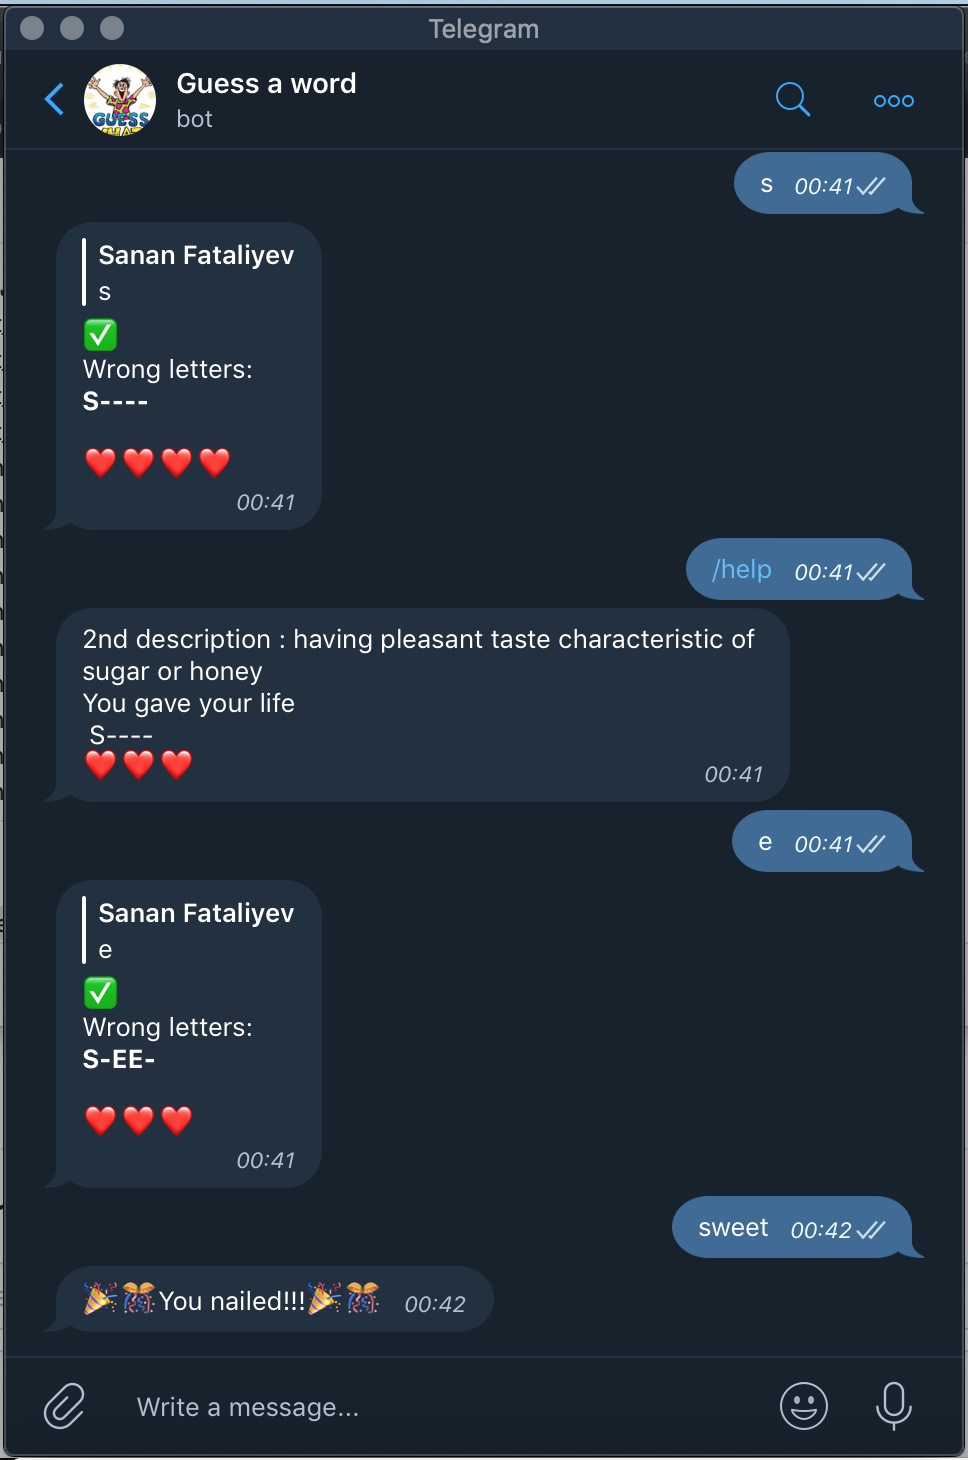 Telegram
Guess a word
bot
GUESS
s 00:41
Sanan Fataliyev
s
✅
Wrong letters:
S----
❤️❤️❤️❤️
00:41
/help 00:41
2nd description : having pleasant taste characteristic of
sugar or honey
You gave your life
S----
❤️❤️❤️
00:41
e 00:41
Sanan Fataliyev
e
✅
Wrong letters:
S-EE-
❤️❤️❤️
00:41
sweet 00:42
🎉🎊You nailed!!!🎉🎊 00:42
Write a message...